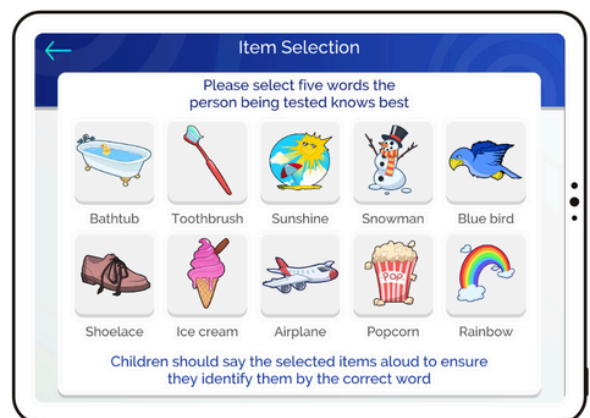 Item Selection
Please select five words the
person being tested knows best
Bathtub Toothbrush Sunshine Snowman Blue bird
POP
Shoelace Ice cream Airplane Popcorn Rainbow
Children should say the selected items aloud to ensure
they identify them by the correct word